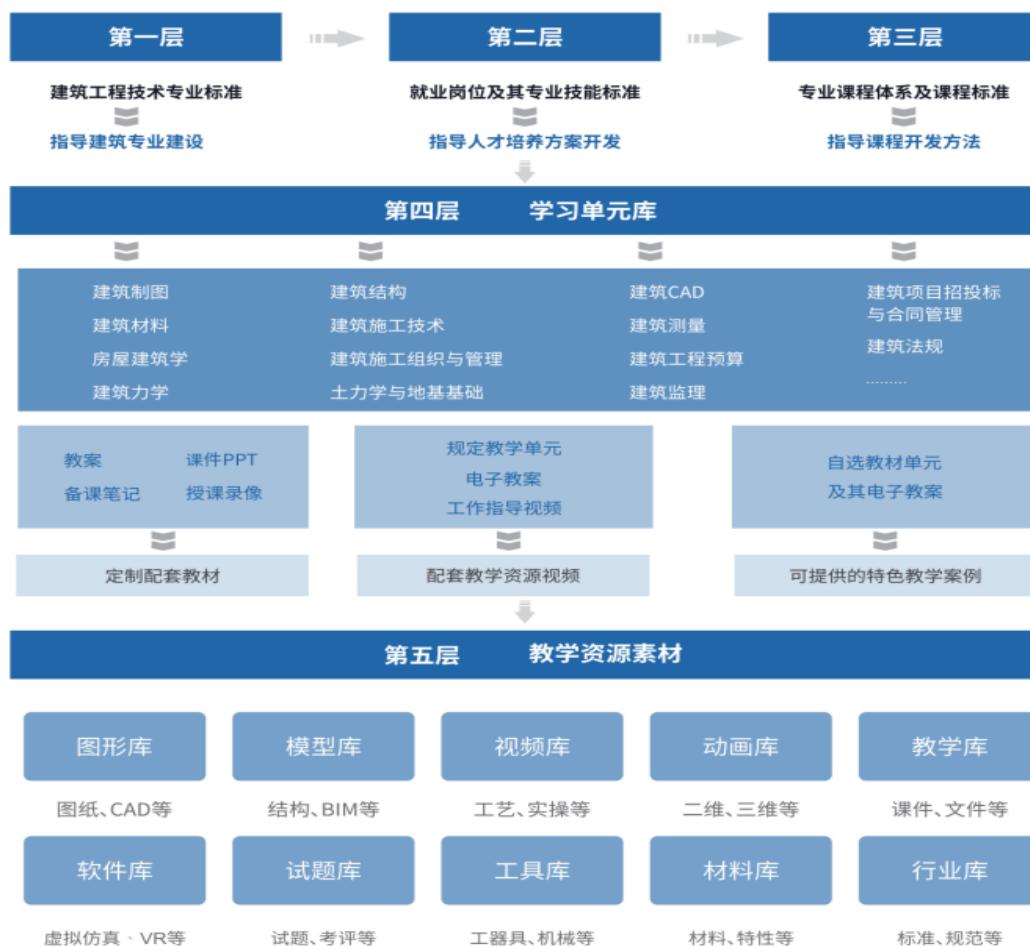 第一层
第二层
第三层
建筑工程技术专业标准
就业岗位及其专业技能标准
专业课程体系及课程标准
指导建筑专业建设
指导人才培养方案开发
指导课程开发方法
第四层 学习单元库
建筑制图
建筑材料
房屋建筑学
建筑力学
建筑结构
建筑施工技术
建筑施工组织与管理
土力学与地基基础
建筑CAD
建筑测量
建筑工程预算
建筑监理
建筑项目招投标
与合同管理
建筑法规
.........
教案 课件PPT
备课笔记 授课录像
规定教学单元
电子教案
工作指导视频
自选教材单元
及其电子教案
定制配套教材
配套教学资源视频
可提供的特色教学案例
第五层 教学资源素材
图形库
模型库
视频库
动画库
教学库
图纸、CAD等
结构、BIM等
工艺、实操等
二维、三维等
课件、文件等
软件库
试题库
工具库
材料库
行业库
虚拟仿真、VR等
试题、考评等
工器具、机械等
材料、特性等
标准、规范等